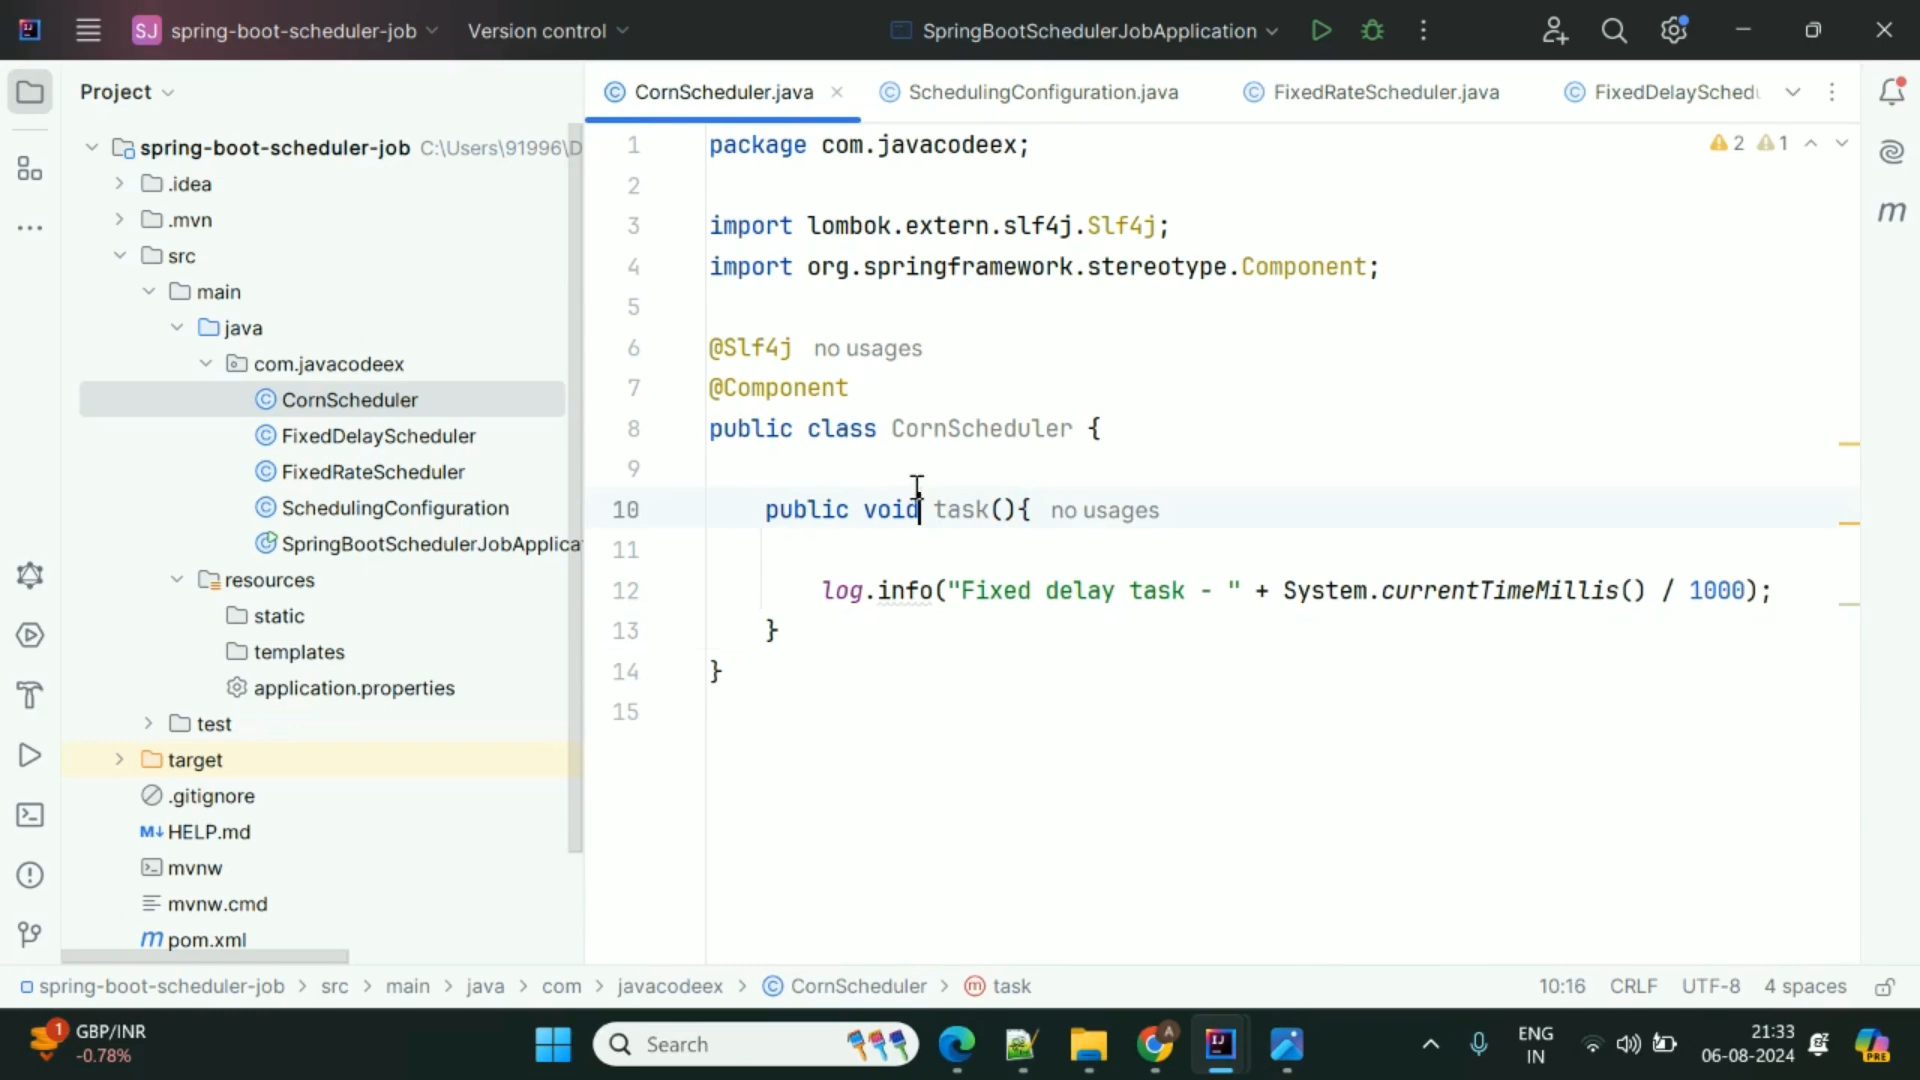 SJ spring-boot-scheduler-job Version control SpringBootSchedulerJobApplication
Project
CornScheduler.java SchedulingConfiguration.java FixedRateScheduler.java FixedDelaySchedu
spring-boot-scheduler-job C:\Users\91996\D
.idea
.mvn
src
main
java
com.javacodeex
CornScheduler
FixedDelayScheduler
FixedRateScheduler
SchedulingConfiguration
SpringBootSchedulerJobApplica
resources
static
templates
application.properties
test
target
.gitignore
M↓ HELP.md
mvnw
mvnw.cmd
m pom.xml
2 1
m
1 package com.javacodeex;
2
3 import lombok.extern.slf4j.Slf4j;
4 import org.springframework.stereotype.Component;
5
6 @Slf4j no usages
7 @Component
8 public class CornScheduler {
9
10 public void task(){ no usages
11
12 log.info("Fixed delay task - " + System.currentTimeMillis() / 1000);
13 }
14 }
15
spring-boot-scheduler-job > src > main > java > com > javacodeex > CornScheduler > m task 10:16 CRLF UTF-8 4 spaces
1 GBP/INR
-0.78%
Search
A
ENG
IN
21:33
06-08-2024
PRE